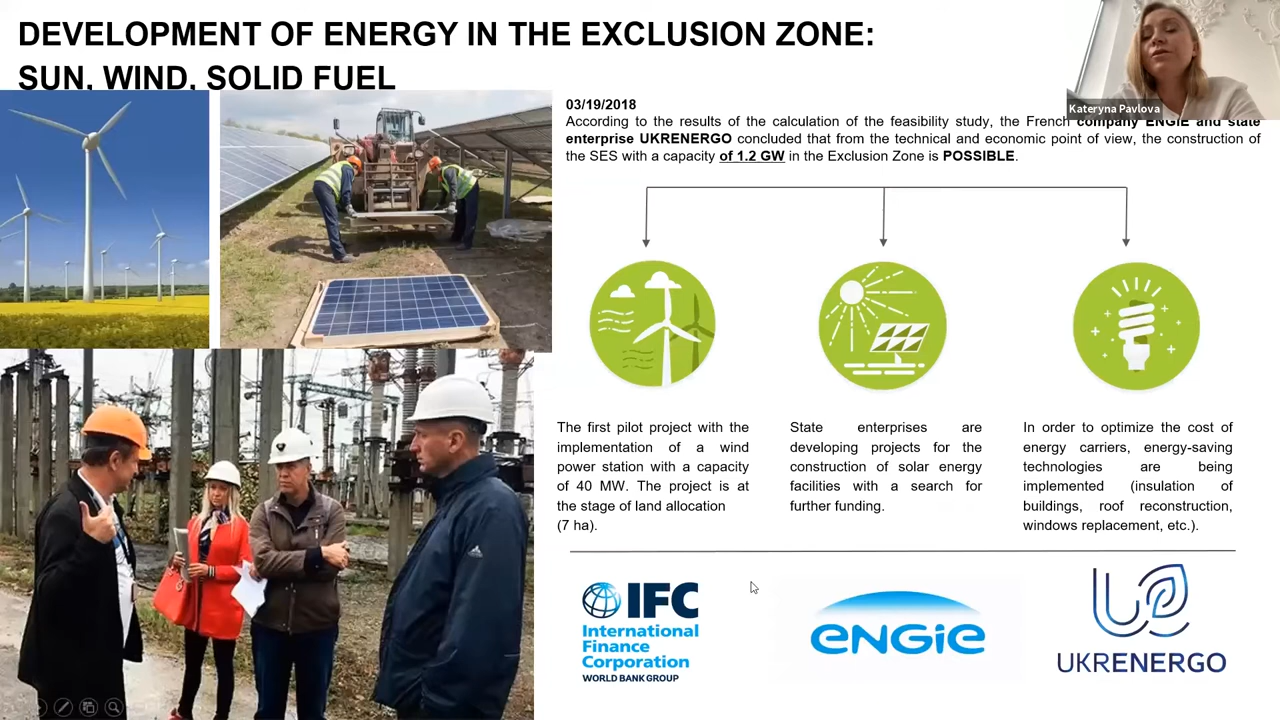 DEVELOPMENT OF ENERGY IN THE EXCLUSION ZONE:
SUN, WIND, SOLID FUEL
Kateryna Pavlova
03/19/2018
According to the results of the calculation of the feasibility study, the French company ENGIE and state
enterprise UKRENERGO concluded that from the technical and economic point of view, the construction of
the SES with a capacity of 1.2 GW in the Exclusion Zone is POSSIBLE.
The first pilot project with the
implementation of a wind
power station with a capacity
of 40 MW. The project is at
the stage of land allocation
(7 ha).
State enterprises are
developing projects for the
construction of solar energy
facilities with a search for
further funding.
In order to optimize the cost of
energy carriers, energy-saving
technologies are being
implemented (insulation of
buildings, roof reconstruction,
windows replacement, etc.).
IFC
International
Finance
Corporation
WORLD BANK GROUP
ENGIE
UKRENERGO